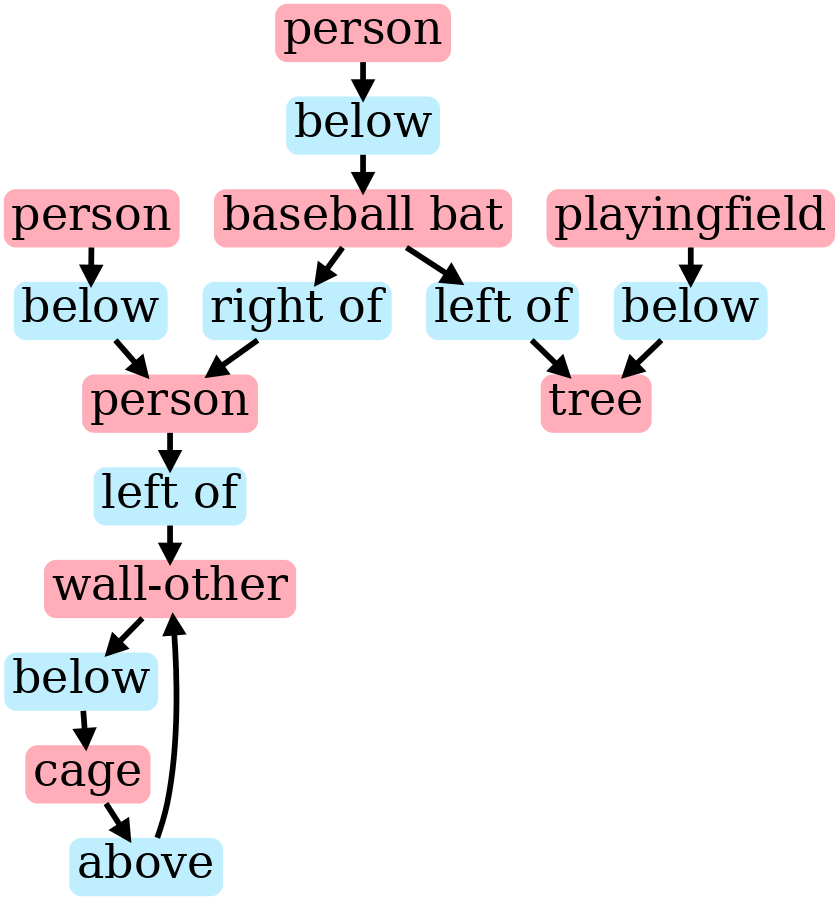 person
below
person
baseball bat
playingfield
below
right of
left of
below
person
tree
left of
wall-other
below
cage
above